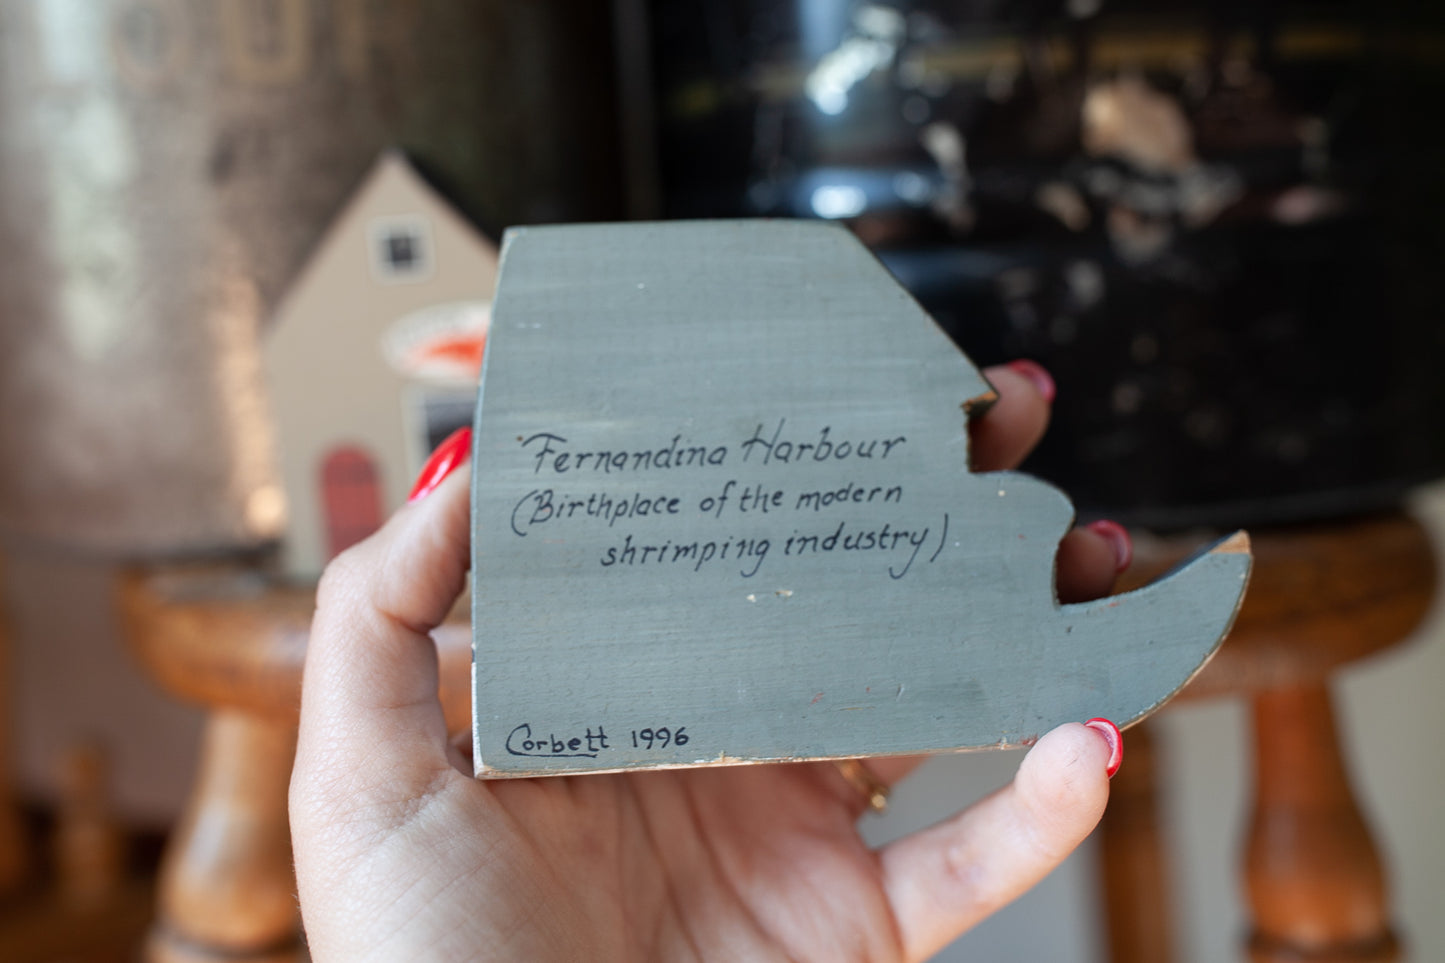 Fernandina Harbour
(Birthplace of the modern
shrimping industry)
Corbett 1996